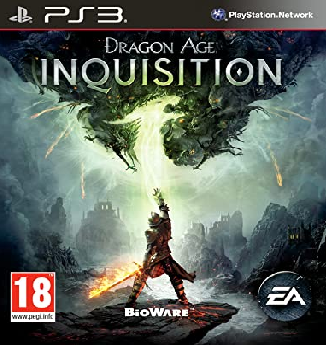 PS3
PlayStation.Network
DRAGON AGE
INQUISITION
18
www.pegi.info
BIOWARE
EA